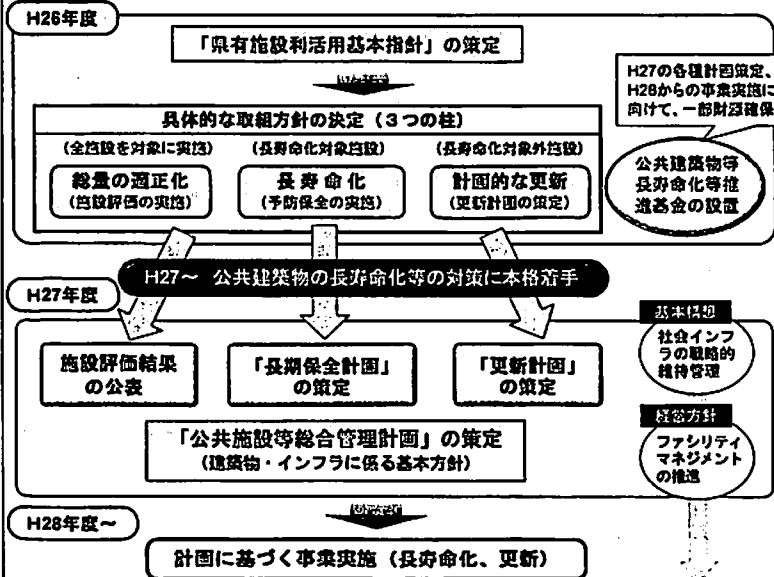 H26年度
「県有施設利活用基本指針」の策定
H27の各種計画策定、
H28からの事業実施に
向けて、一部財源確保
具体的な取組方針の決定（３つの柱）
(全施設を対象に実施)
(長寿命化対象施設)
(長寿命化対象外施設)
総量の適正化
(施設評価の実施)
長寿命化
(予防保全の実施)
計画的な更新
(更新計画の策定)
公共建築物等
長寿命化等推
進基金の設置
H27～ 公共建築物の長寿命化等の対策に本格着手
H27年度
施設評価結果
の公表
「長期保全計画」
の策定
「更新計画」
の策定
基本構想
社会インフ
ラの戦略的
維持管理
「公共施設等総合管理計画」の策定
(建築物・インフラに係る基本方針)
経営方針
ファシリティ
マネジメント
の推進
H28年度～
計画に基づく事業実施（長寿命化、更新）